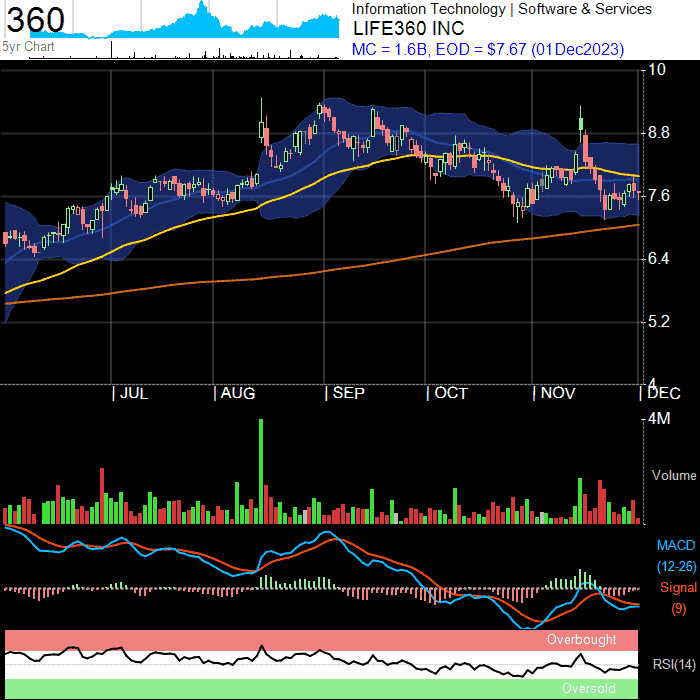 360
5yr Chart
Information Technology | Software & Services
LIFE360 INC
MC = 1.6B, EOD = $7.67 (01Dec2023)
10
8.8
7.6
6.4
5.2
4
JUL
AUG
SEP
OCT
NOV
DEC
4M
Volume
MACD
(12-26)
Signal
(9)
Overbought
RSI(14)
Oversold